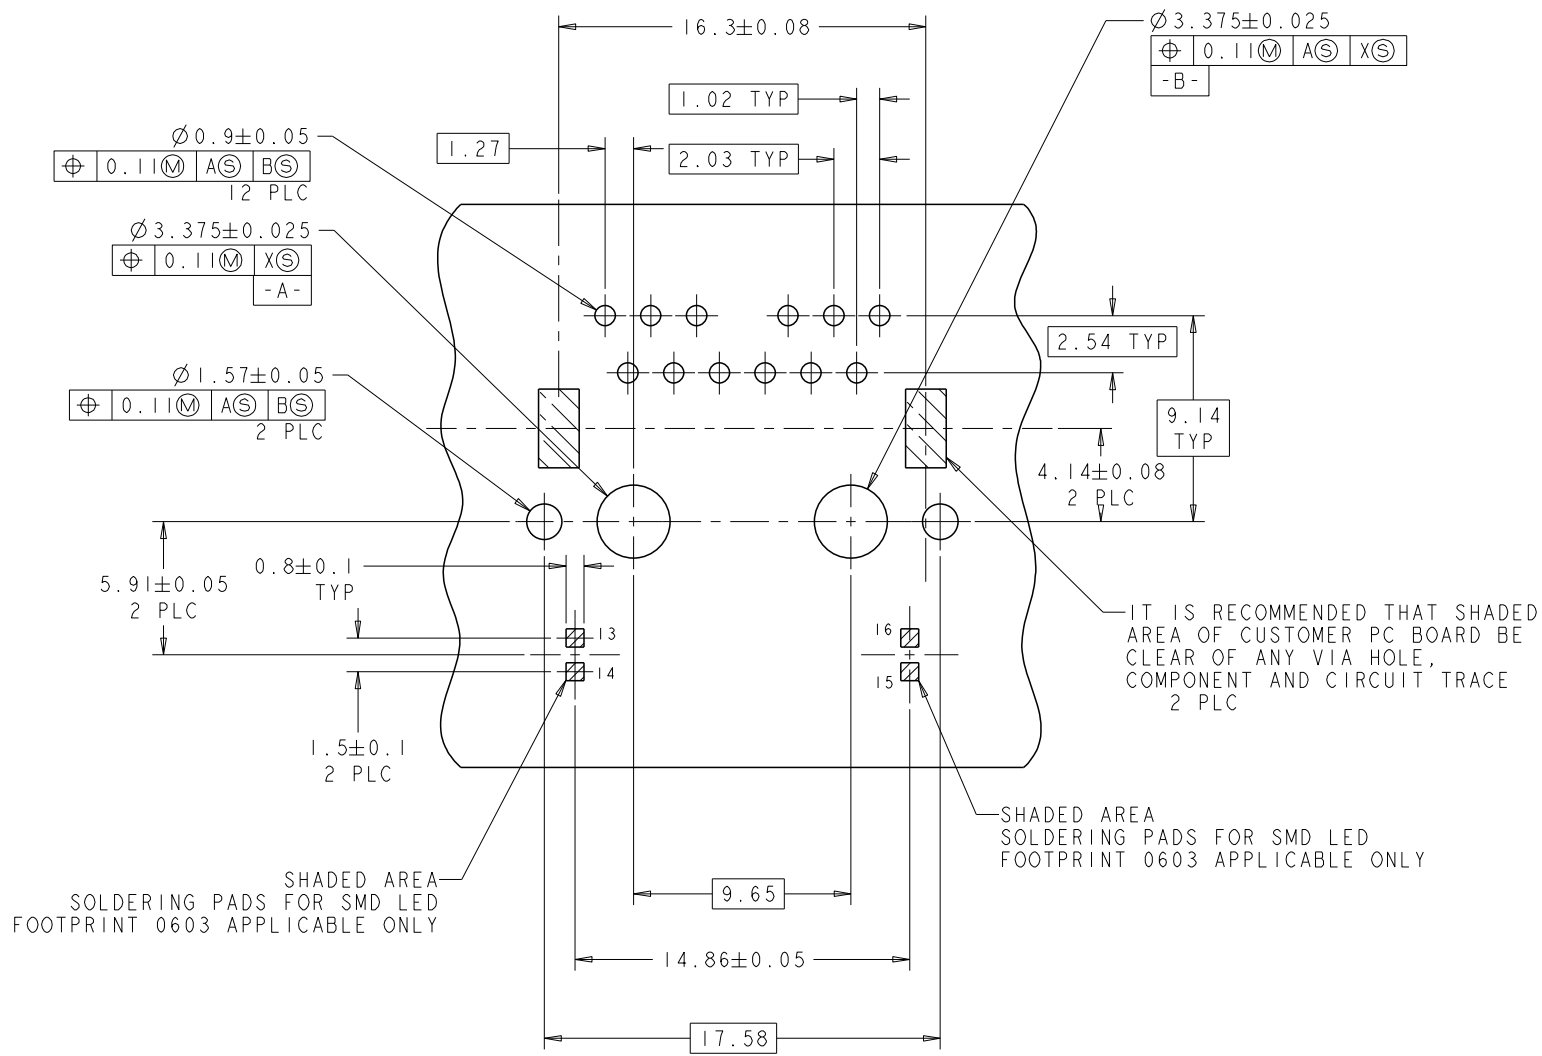 16.3±0.08
Ø3.375±0.025
⌖ 0.11Ⓜ AⓈ XⓈ
-B-
1.02 TYP
Ø0.9±0.05
⌖ 0.11Ⓜ AⓈ BⓈ
12 PLC
1.27
2.03 TYP
Ø3.375±0.025
⌖ 0.11Ⓜ XⓈ
-A-
2.54 TYP
Ø1.57±0.05
⌖ 0.11Ⓜ AⓈ BⓈ
2 PLC
9.14
TYP
4.14±0.08
2 PLC
5.91±0.05
2 PLC
0.8±0.1
TYP
13
14
16
15
IT IS RECOMMENDED THAT SHADED
AREA OF CUSTOMER PC BOARD BE
CLEAR OF ANY VIA HOLE,
COMPONENT AND CIRCUIT TRACE
2 PLC
1.5±0.1
2 PLC
SHADED AREA
SOLDERING PADS FOR SMD LED
FOOTPRINT 0603 APPLICABLE ONLY
SHADED AREA
SOLDERING PADS FOR SMD LED
FOOTPRINT 0603 APPLICABLE ONLY
9.65
14.86±0.05
17.58